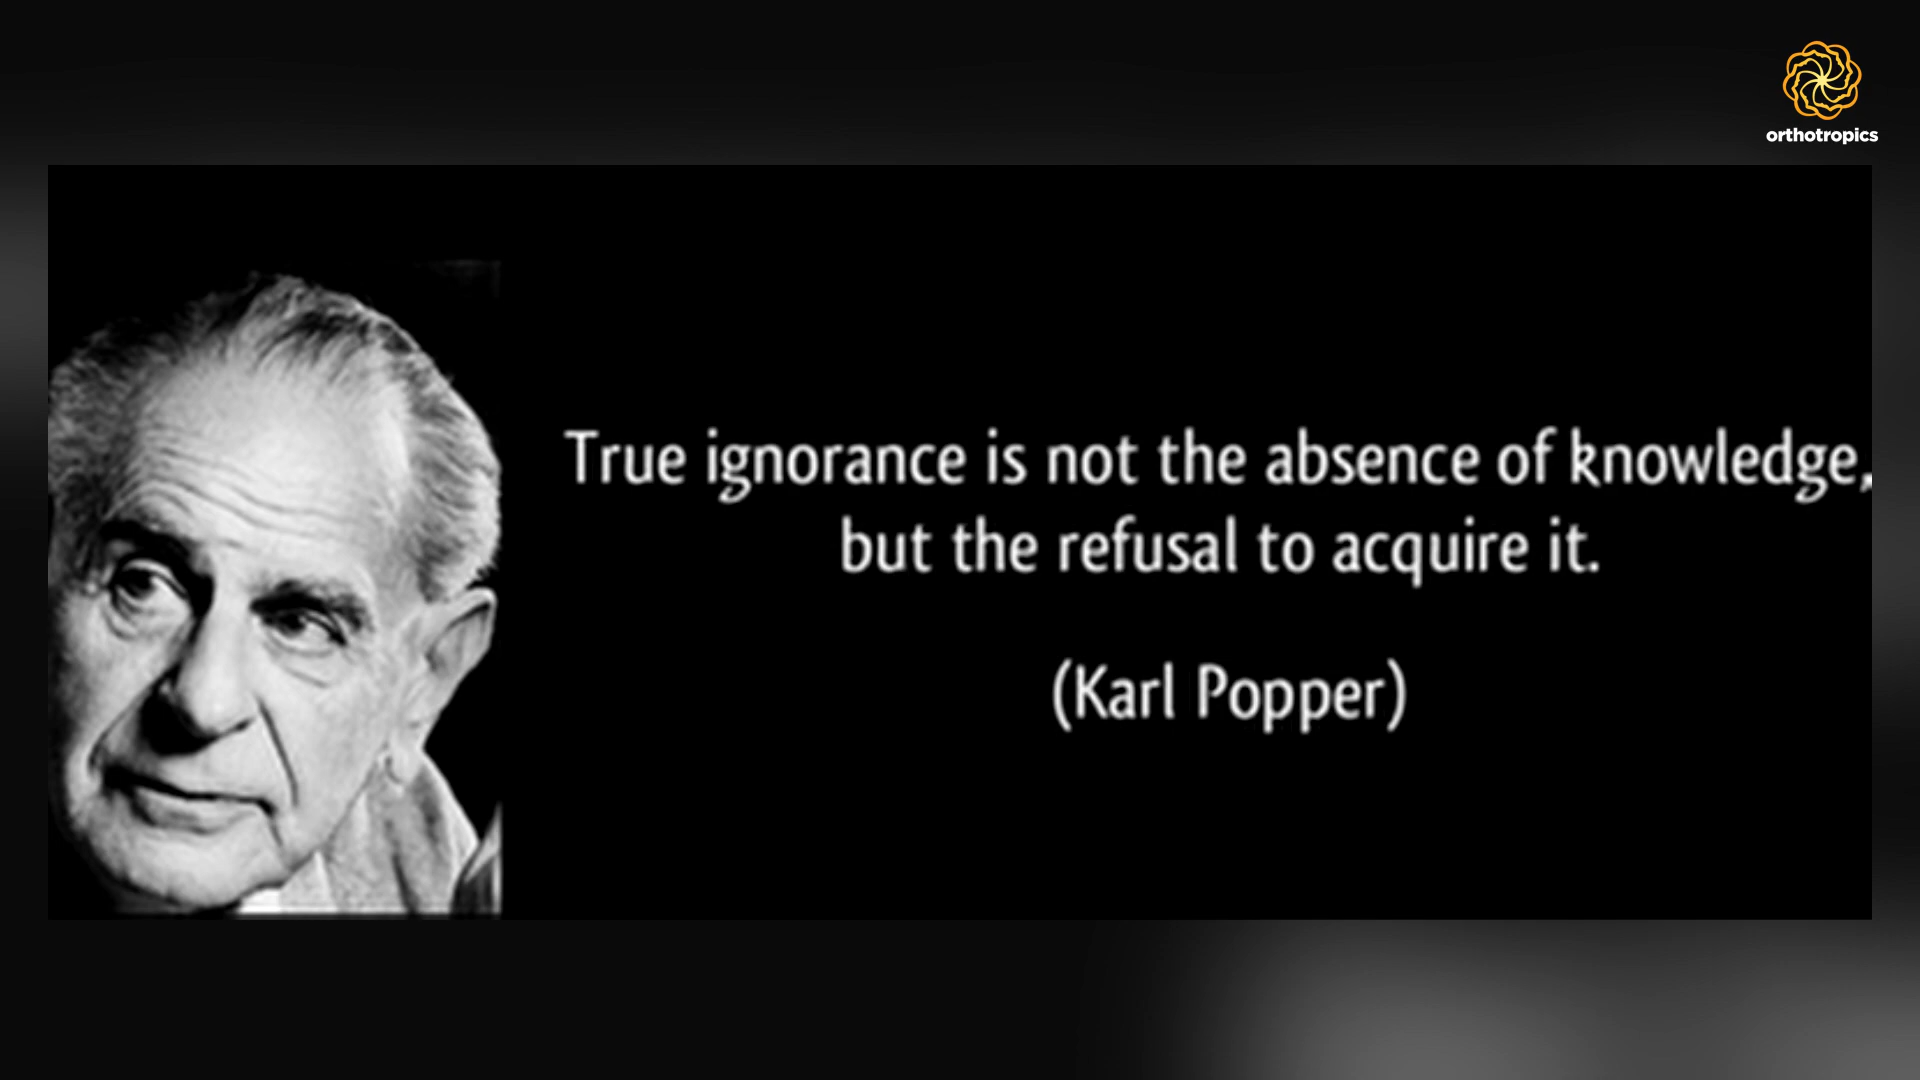 orthotropics
True ignorance is not the absence of knowledge,
but the refusal to acquire it.
(Karl Popper)